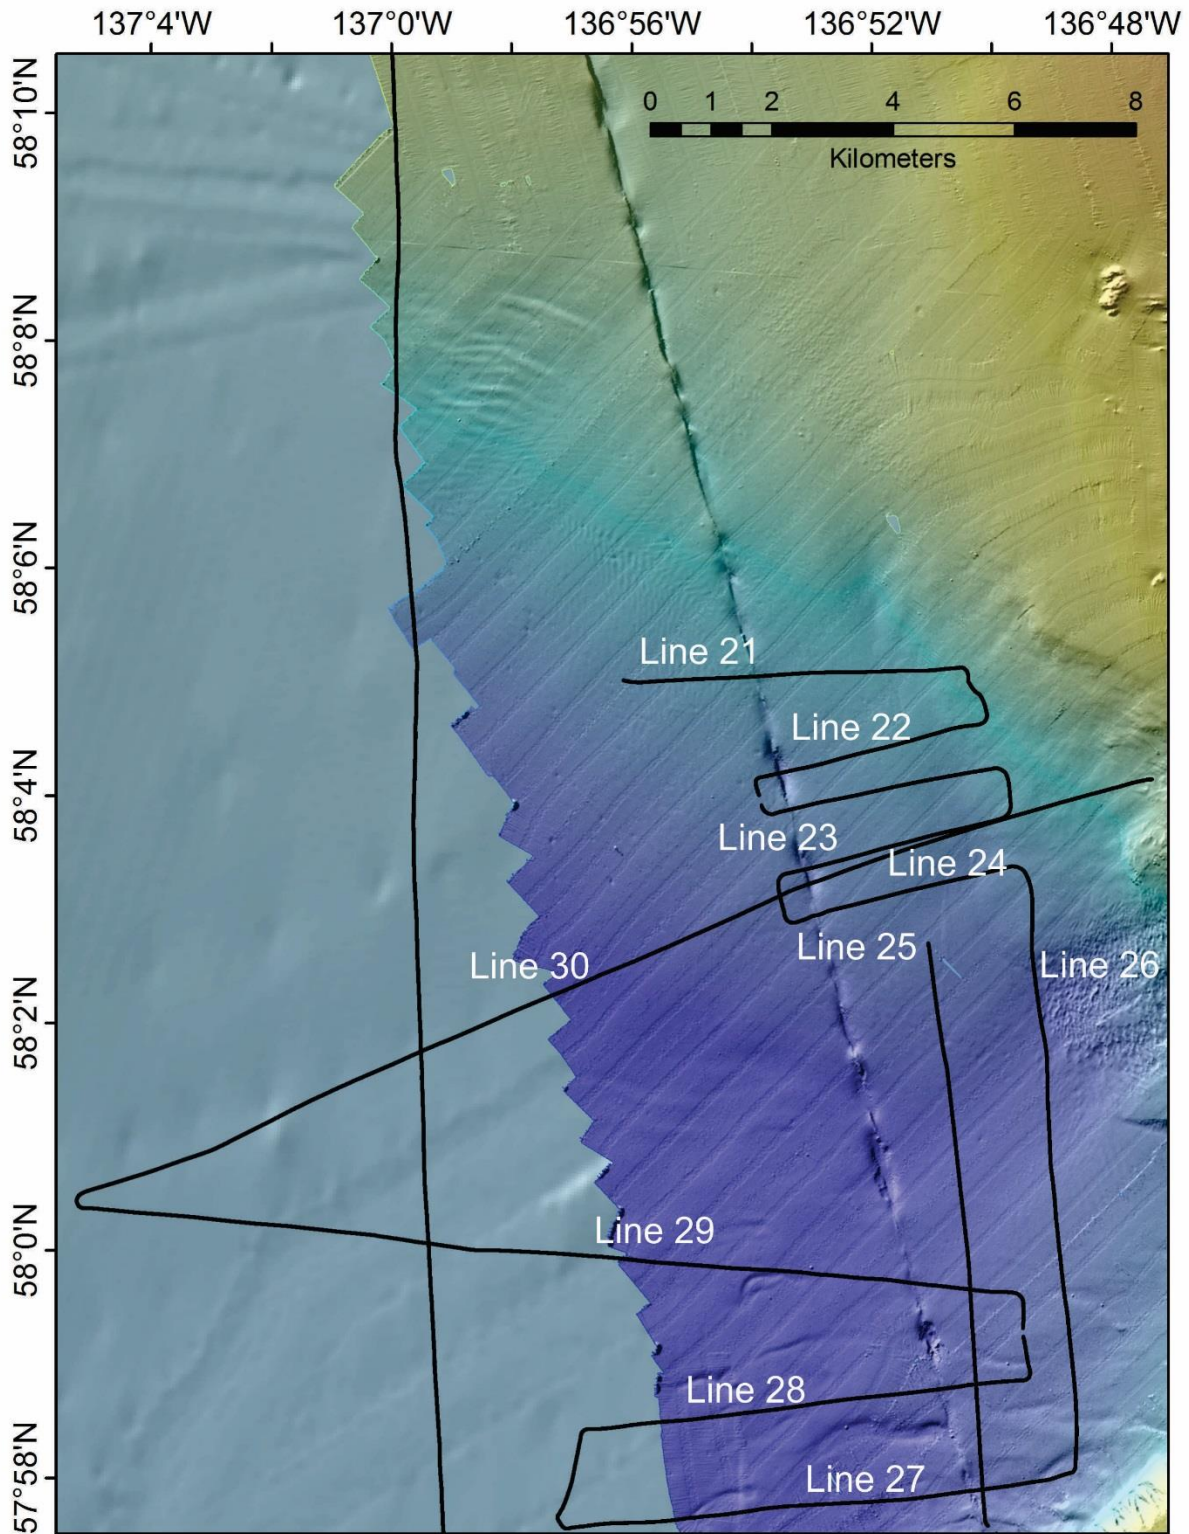 137°4'W 137°0'W 136°56'W 136°52'W 136°48'W
58°10'N
0 1 2 4 6 8
Kilometers
58°8'N
58°6'N
Line 21
Line 22
58°4'N
Line 23
Line 24
Line 25
Line 26
Line 30
58°2'N
Line 29
58°0'N
Line 28
57°58'N
Line 27